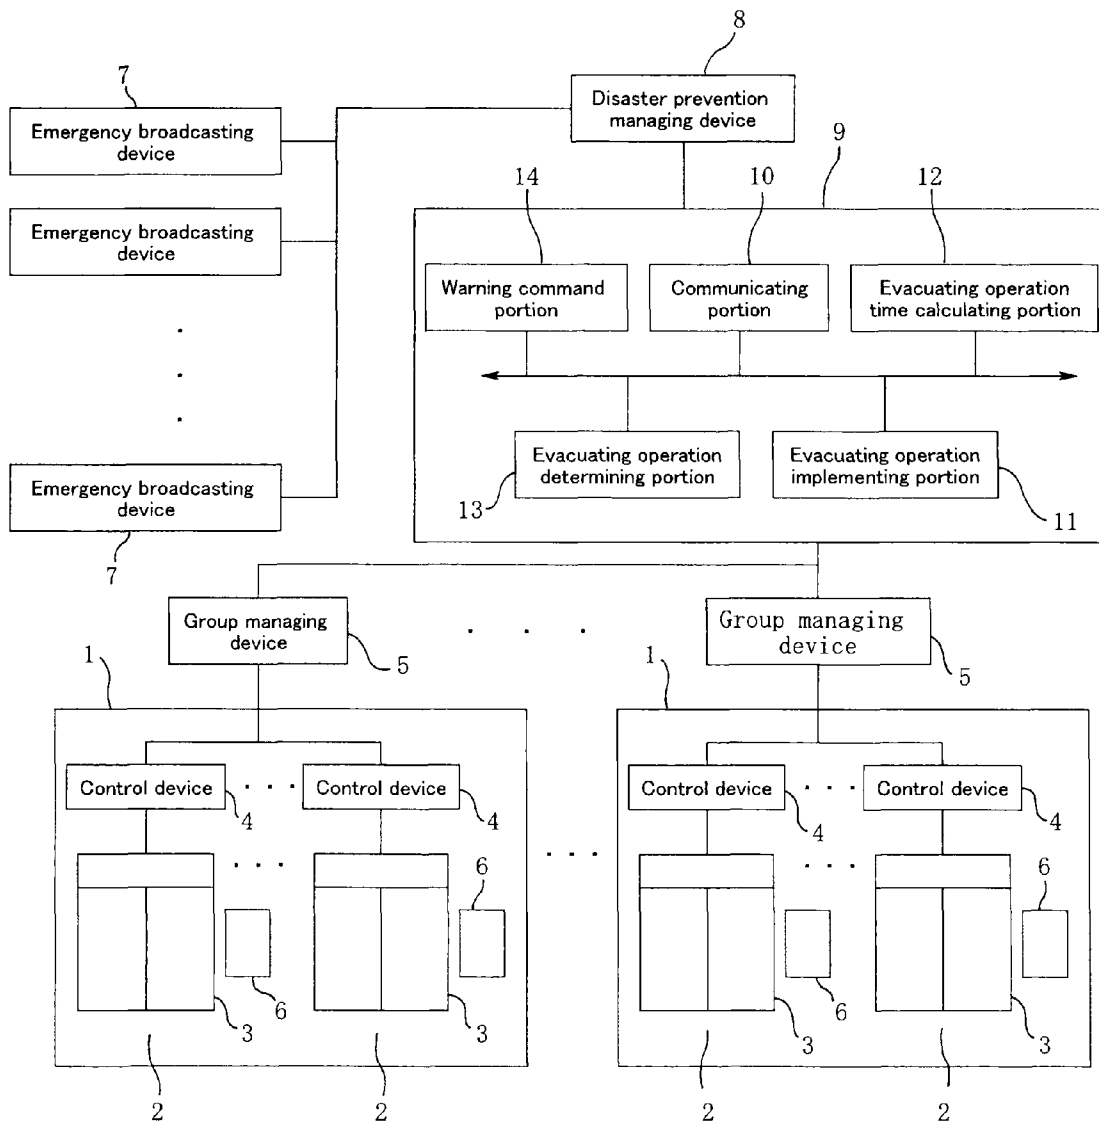 8
7
Disaster prevention
managing device
Emergency broadcasting
device
9
14
10
12
Emergency broadcasting
device
Warning command
portion
Communicating
portion
Evacuating operation
time calculating portion
Emergency broadcasting
device
Evacuating operation
determining portion
Evacuating operation
implementing portion
13
11
7
Group managing
device
Group managing
device
5
5
1
1
Control device
Control device
Control device
Control device
4
4
4
4
6
6
6
6
3
3
3
3
2
2
2
2